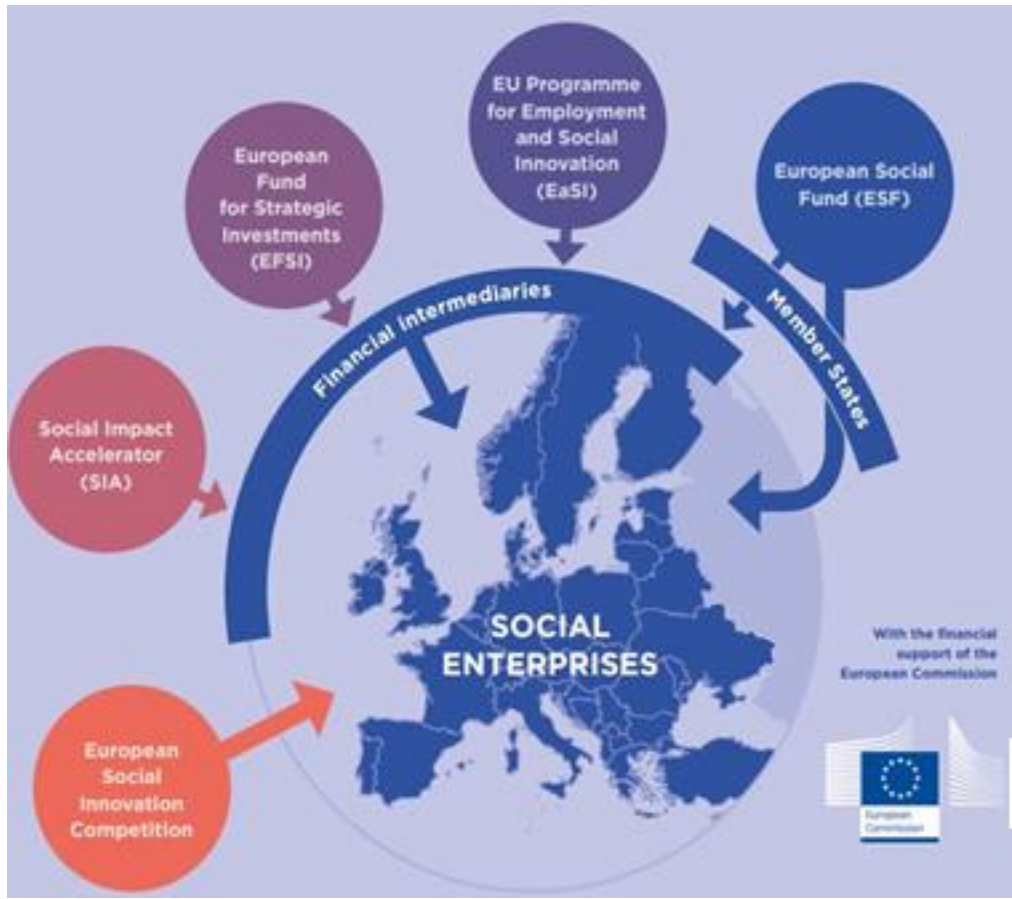 EU Programme
for Employment
and Social
Innovation
(EaSI)
European
Fund
for Strategic
Investments
(EFSI)
European Social
Fund (ESF)
Financial intermediaries
Member States
Social Impact
Accelerator
(SIA)
SOCIAL
ENTERPRISES
With the financial
support of the
European Commission
European
Social
Innovation
Competition
European
Commission